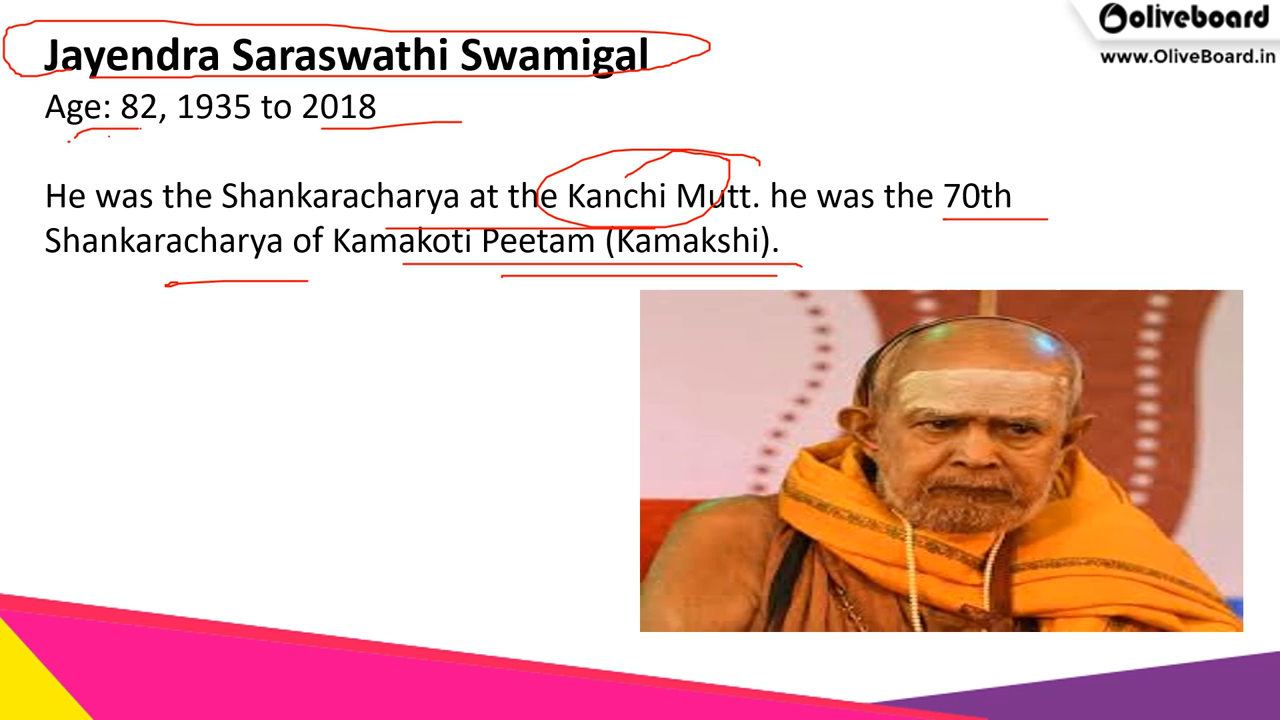 Jayendra Saraswathi Swamigal
Age: 82, 1935 to 2018
He was the Shankaracharya at the Kanchi Mutt. he was the 70th
Shankaracharya of Kamakoti Peetam (Kamakshi).
oliveboard
www.OliveBoard.in